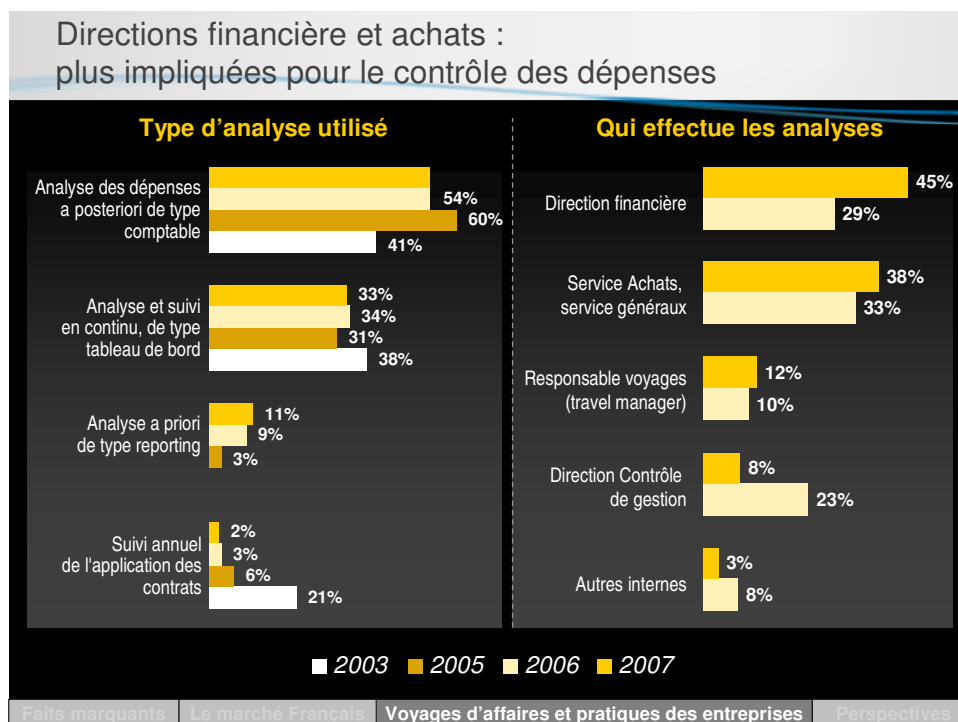 Directions financière et achats :
plus impliquées pour le contrôle des dépenses
Type d'analyse utilisé
Analyse des dépenses
a posteriori de type
comptable
54%
60%
41%
Analyse et suivi
en continu, de type
tableau de bord
33%
34%
31%
38%
Analyse a priori
de type reporting
11%
9%
3%
Suivi annuel
de l'application des
contrats
2%
3%
6%
21%
Qui effectue les analyses
Direction financière
45%
29%
Service Achats,
service généraux
38%
33%
Responsable voyages
(travel manager)
12%
10%
Direction Contrôle
de gestion
8%
23%
Autres internes
3%
8%
2003 2005 2006 2007
Faits marquants Le marché Français Voyages d'affaires et pratiques des entreprises Perspectives